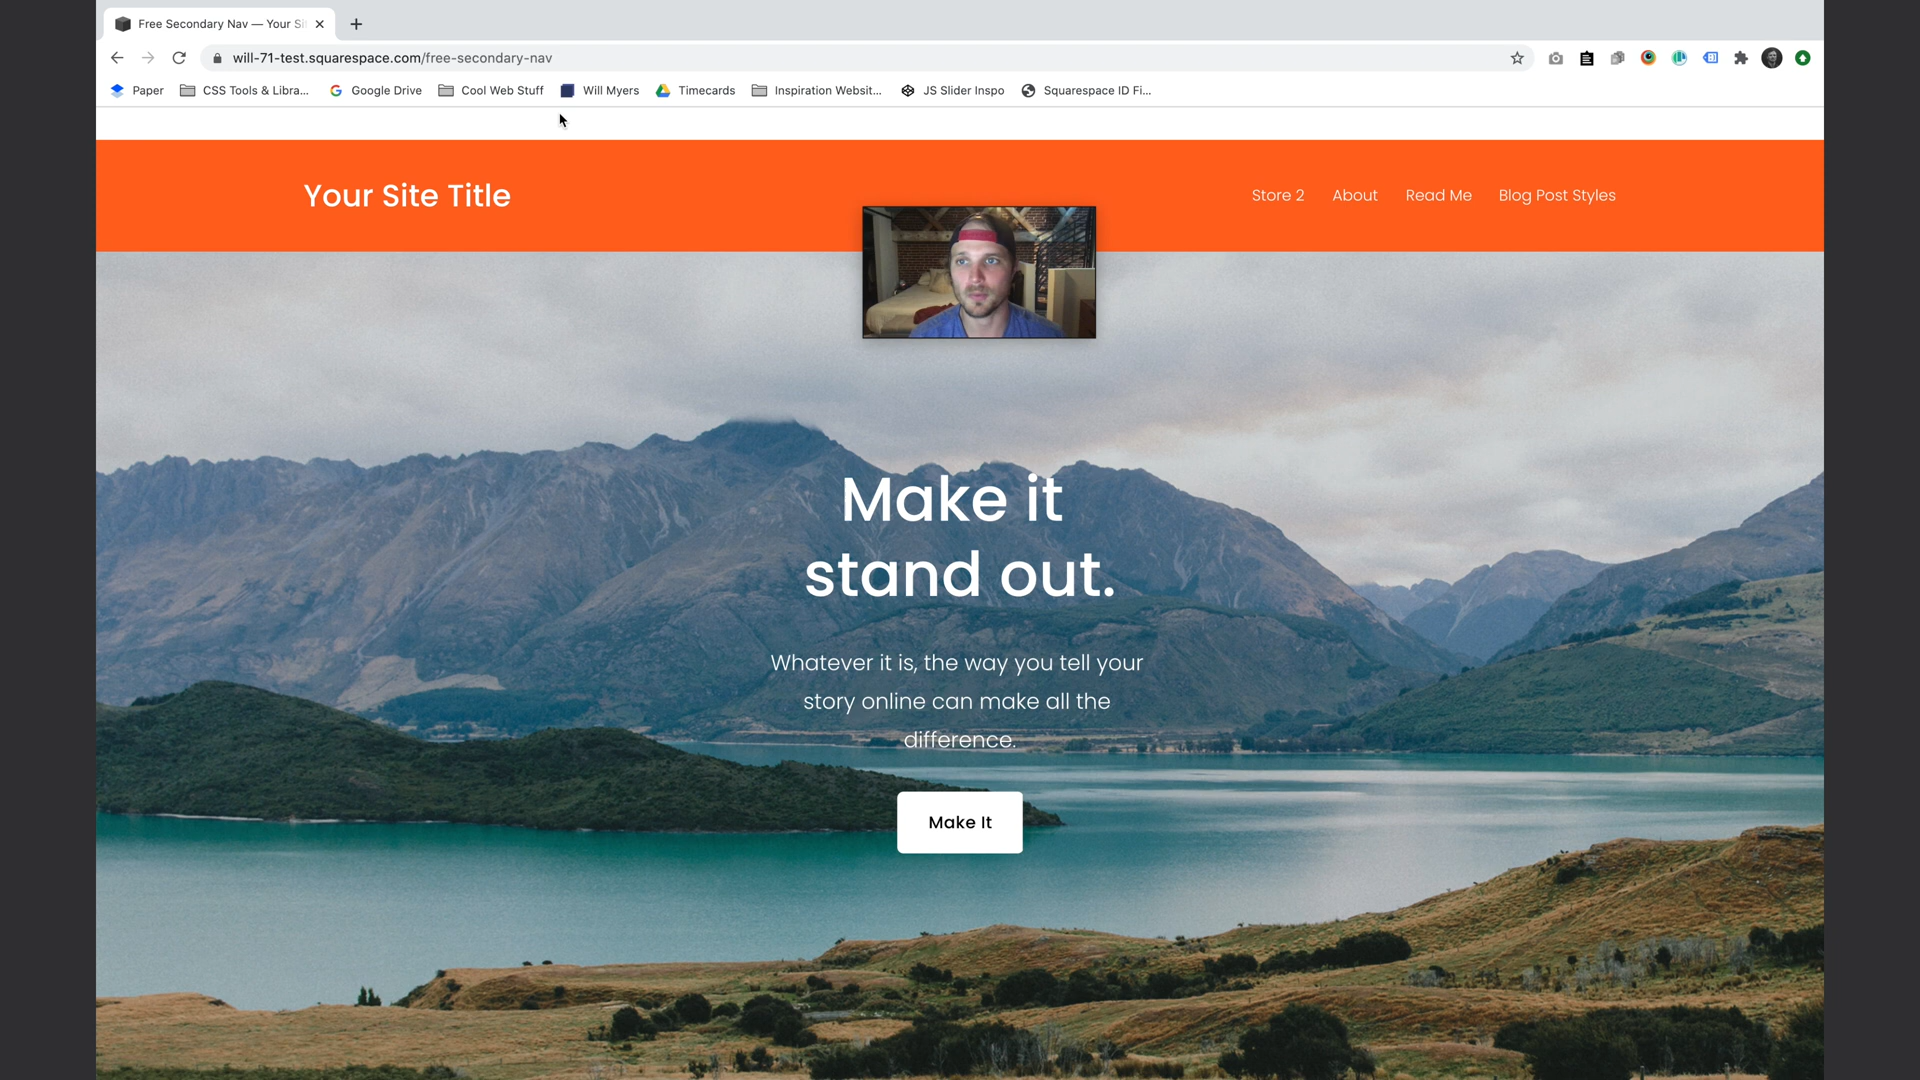 Free Secondary Nav — Your Si
will-71-test.squarespace.com/free-secondary-nav
Paper CSS Tools & Libra... Google Drive Cool Web Stuff Will Myers Timecards Inspiration Websit... JS Slider Inspo Squarespace ID Fi...
Your Site Title Store 2 About Read Me Blog Post Styles
Make it
stand out.
Whatever it is, the way you tell your
story online can make all the
difference.
Make It